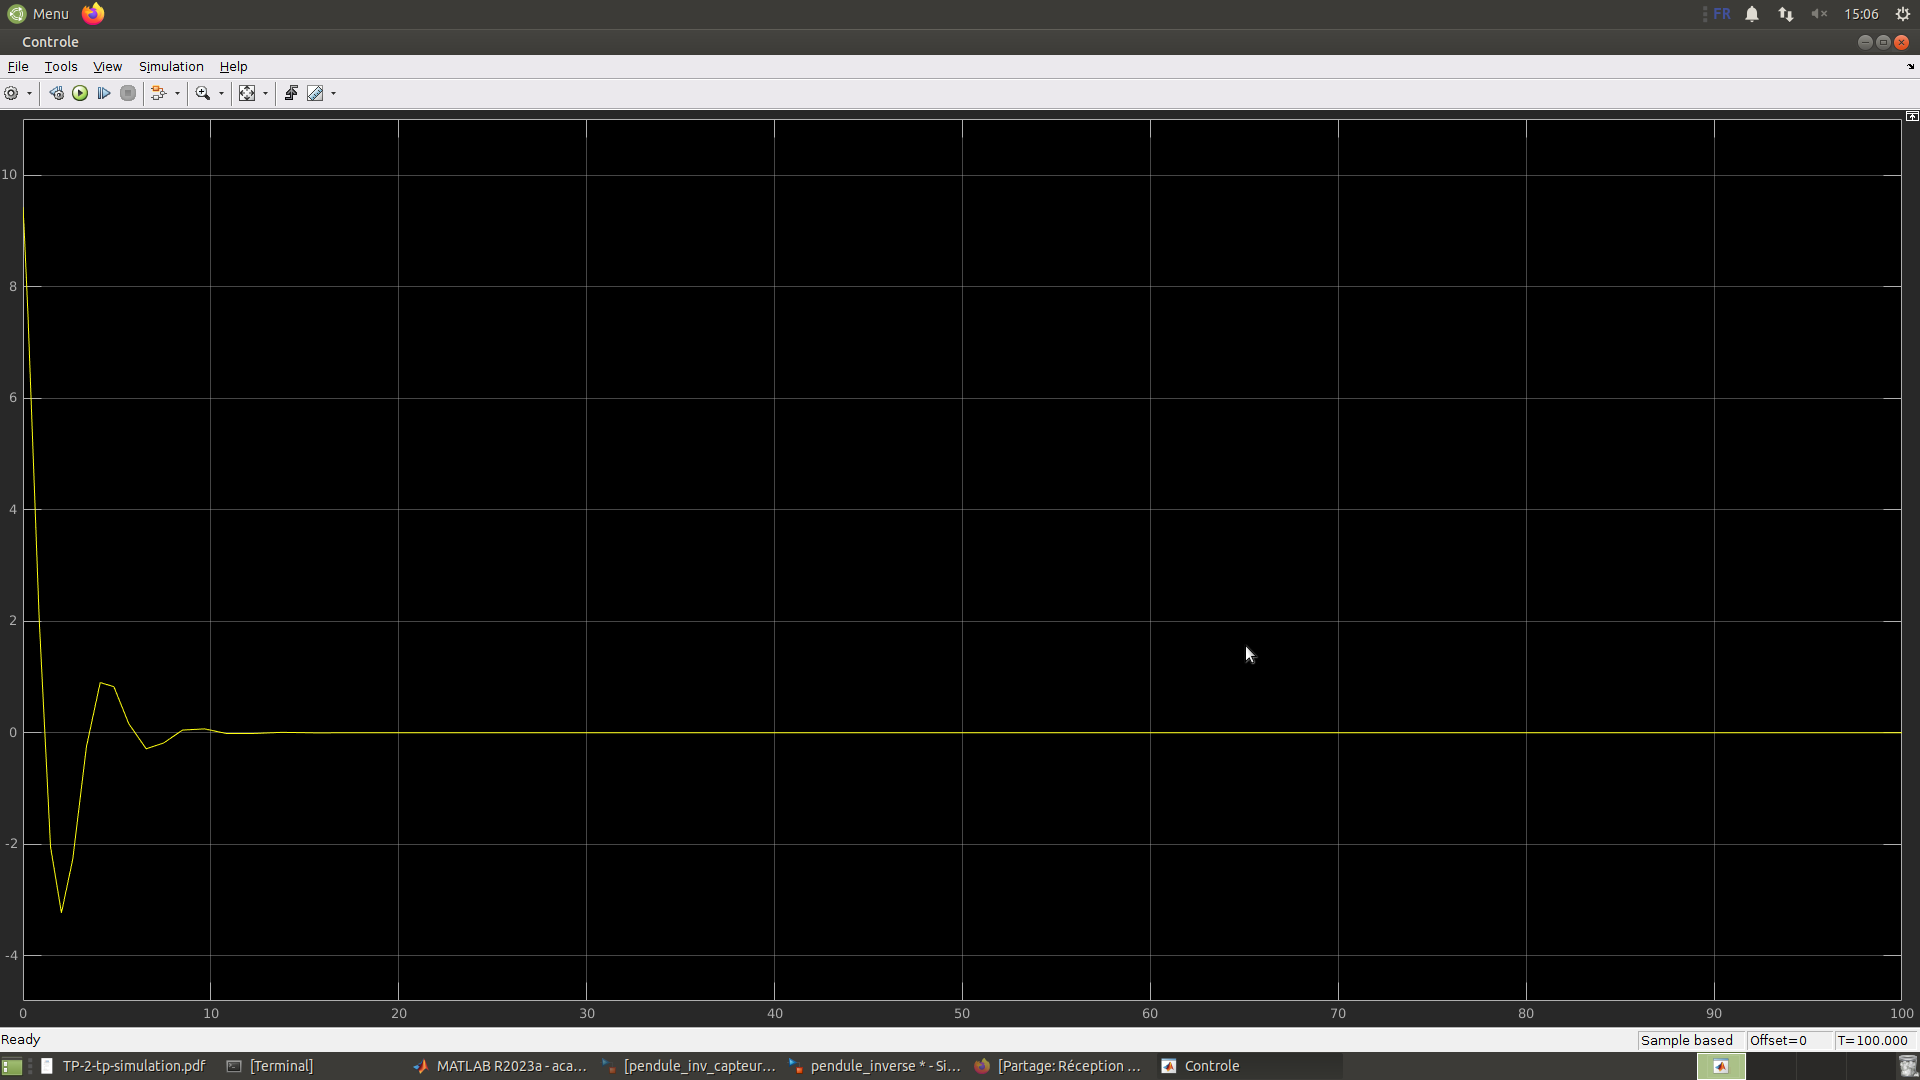 Menu FR 15:06
Controle
File Tools View Simulation Help
10
8
6
4
2
0
-2
-4
0 10 20 30 40 50 60 70 80 90 100
Ready Sample based Offset=0 T=100.000
TP-2-tp-simulation.pdf [Terminal] MATLAB R2023a - aca... [pendule_inv_capteur... pendule_inverse * - Si... [Partage: Réception ... Controle